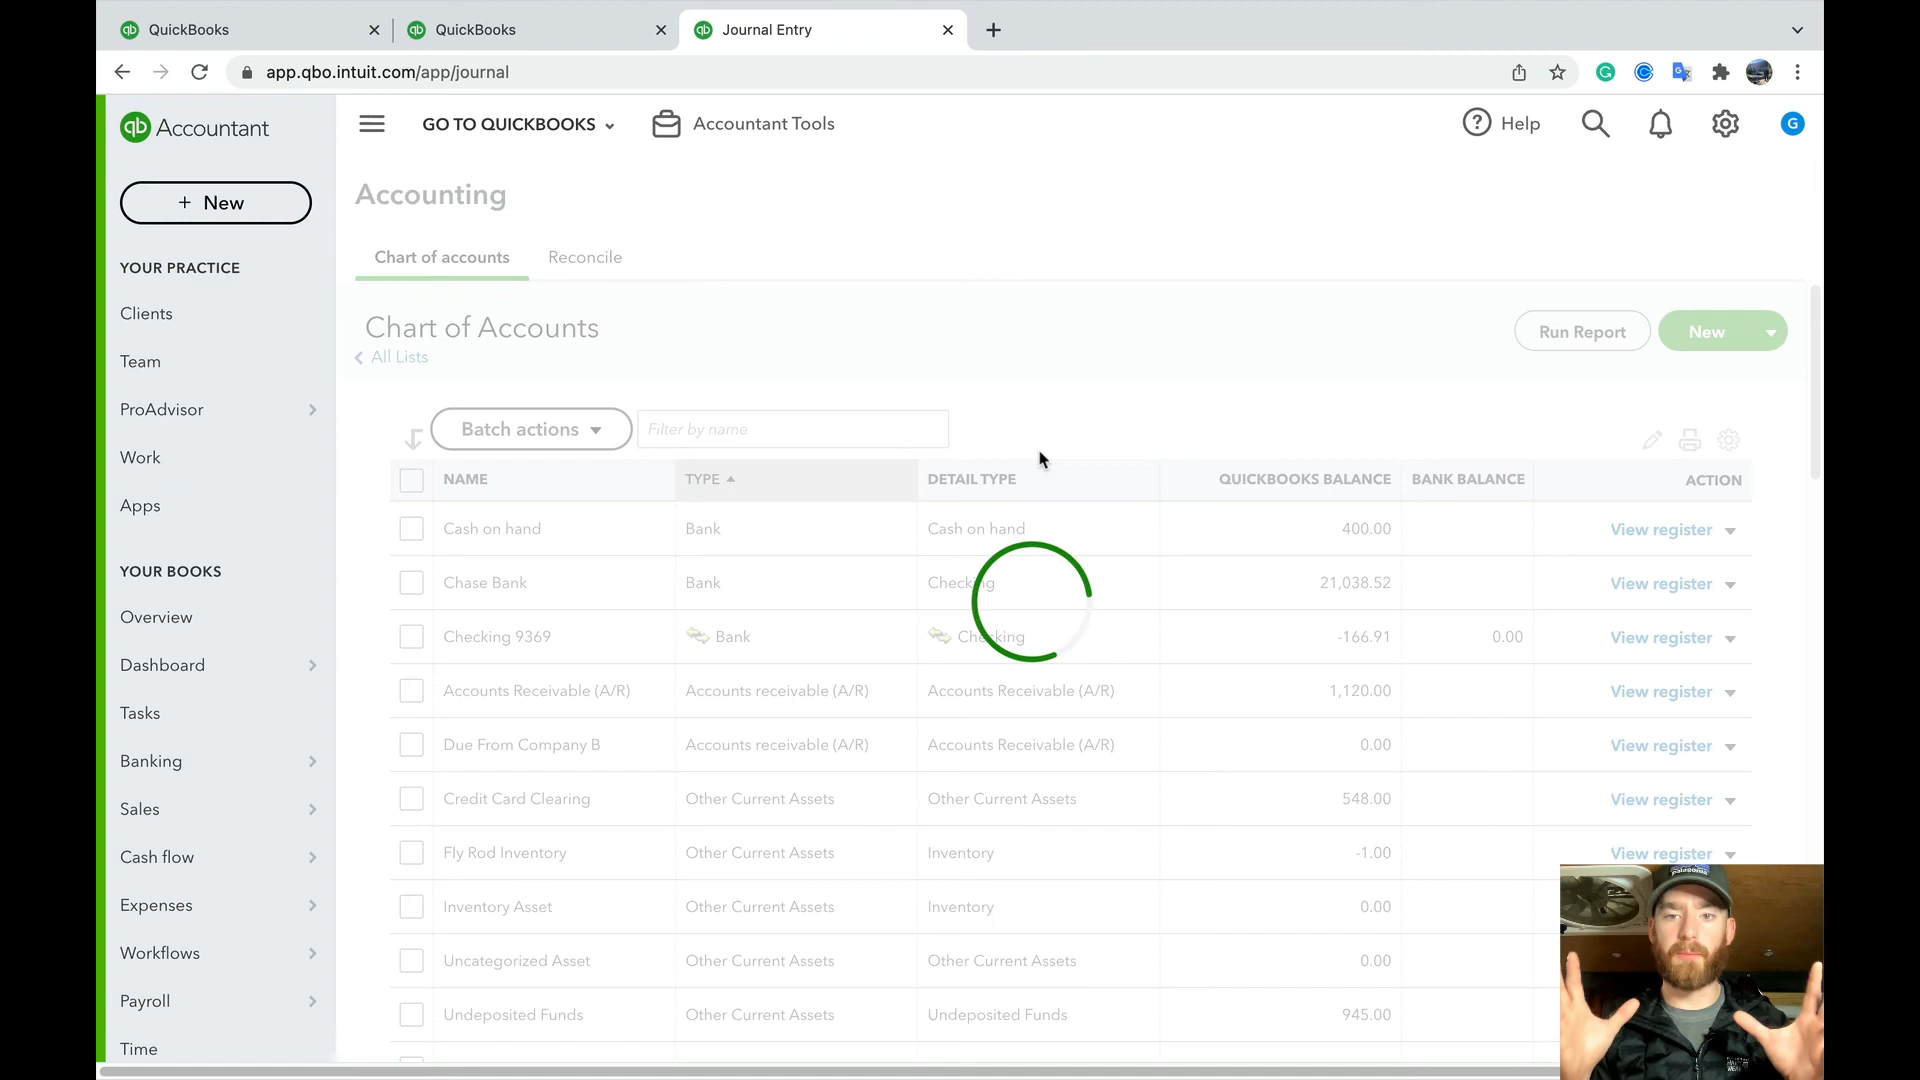 QuickBooks
QuickBooks
Journal Entry
app.qbo.intuit.com/app/journal
qb Accountant
GO TO QUICKBOOKS
Accountant Tools
Help
G
+ New
YOUR PRACTICE
Clients
Team
ProAdvisor
Work
Apps
YOUR BOOKS
Overview
Dashboard
Tasks
Banking
Sales
Cash flow
Expenses
Workflows
Payroll
Time
Accounting
Chart of accounts
Reconcile
Chart of Accounts
All Lists
Run Report
New
Batch actions
Filter by name
NAME TYPE DETAIL TYPE QUICKBOOKS BALANCE BANK BALANCE ACTION
Cash on hand Bank Cash on hand 400.00 View register
Chase Bank Bank Checking 21,038.52 View register
Checking 9369 Bank Checking -166.91 0.00 View register
Accounts Receivable (A/R) Accounts receivable (A/R) Accounts Receivable (A/R) 1,120.00 View register
Due From Company B Accounts receivable (A/R) Accounts Receivable (A/R) 0.00 View register
Credit Card Clearing Other Current Assets Other Current Assets 548.00 View register
Fly Rod Inventory Other Current Assets Inventory -1.00 View register
Inventory Asset Other Current Assets Inventory 0.00
Uncategorized Asset Other Current Assets Other Current Assets 0.00
Undeposited Funds Other Current Assets Undeposited Funds 945.00
patagonia